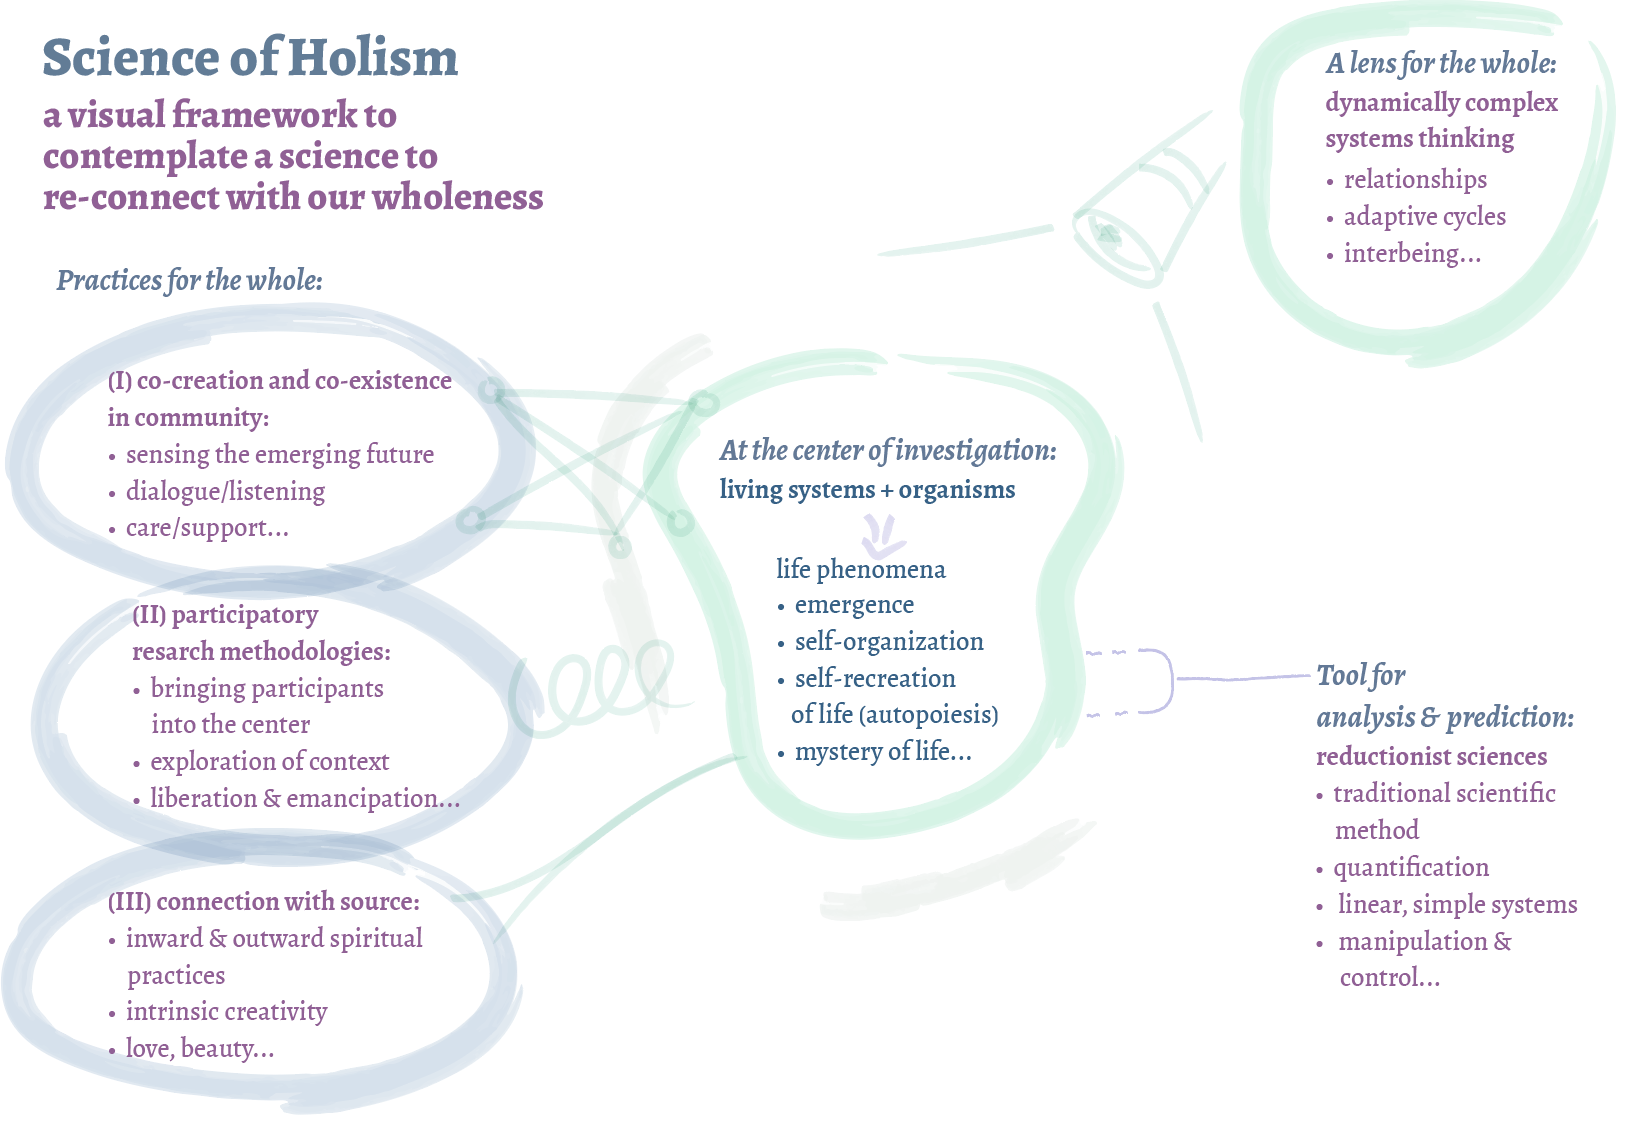 Science of Holism
a visual framework to
contemplate a science to
re-connect with our wholeness
Practices for the whole:
(I) co-creation and co-existence
in community:
• sensing the emerging future
• dialogue/listening
• care/support...
(II) participatory
resarch methodologies:
• bringing participants
into the center
• exploration of context
• liberation & emancipation...
(III) connection with source:
• inward & outward spiritual
practices
• intrinsic creativity
• love, beauty...
At the center of investigation:
living systems + organisms
life phenomena
• emergence
• self-organization
• self-recreation
of life (autopoiesis)
• mystery of life...
A lens for the whole:
dynamically complex
systems thinking
• relationships
• adaptive cycles
• interbeing...
Tool for
analysis & prediction:
reductionist sciences
• traditional scientific
method
• quantification
• linear, simple systems
• manipulation &
control...